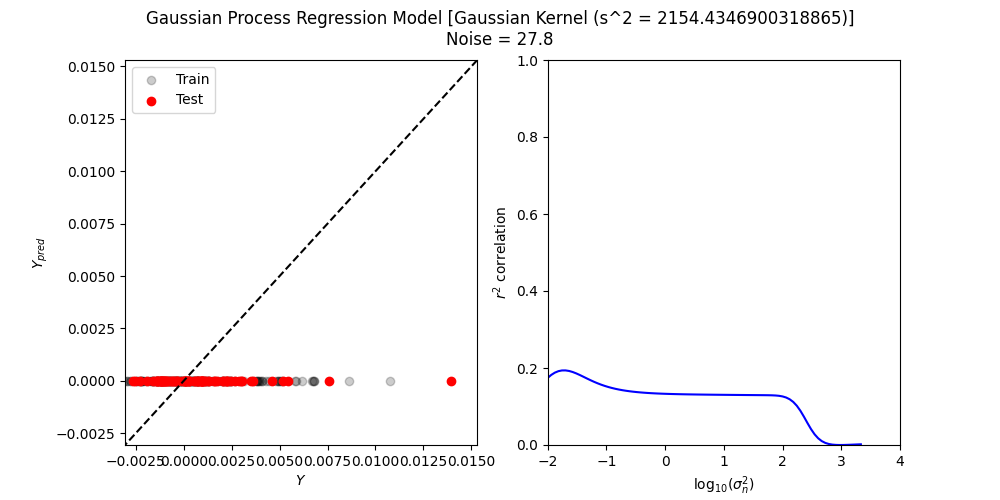 Gaussian Process Regression Model [Gaussian Kernel (s^2 = 2154.4346900318865)]
Noise = 27.8
0.0150
0.0125
0.0100
0.0075
0.0050
0.0025
0.0000
−0.0025
Y_pred
Train
Test
−0.0025 0.0000 0.0025 0.0050 0.0075 0.0100 0.0125 0.0150
Y
1.0
0.8
0.6
0.4
0.2
0.0
r² correlation
−2 −1 0 1 2 3 4
log₁₀(σₙ²)